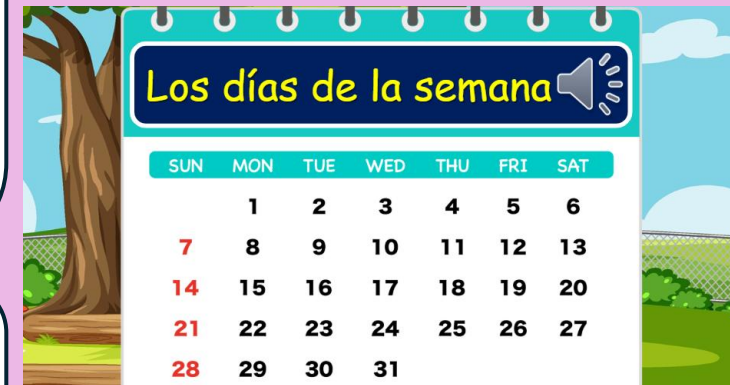 Los días de la semana
SUN MON TUE WED THU FRI SAT
1 2 3 4 5 6
7 8 9 10 11 12 13
14 15 16 17 18 19 20
21 22 23 24 25 26 27
28 29 30 31